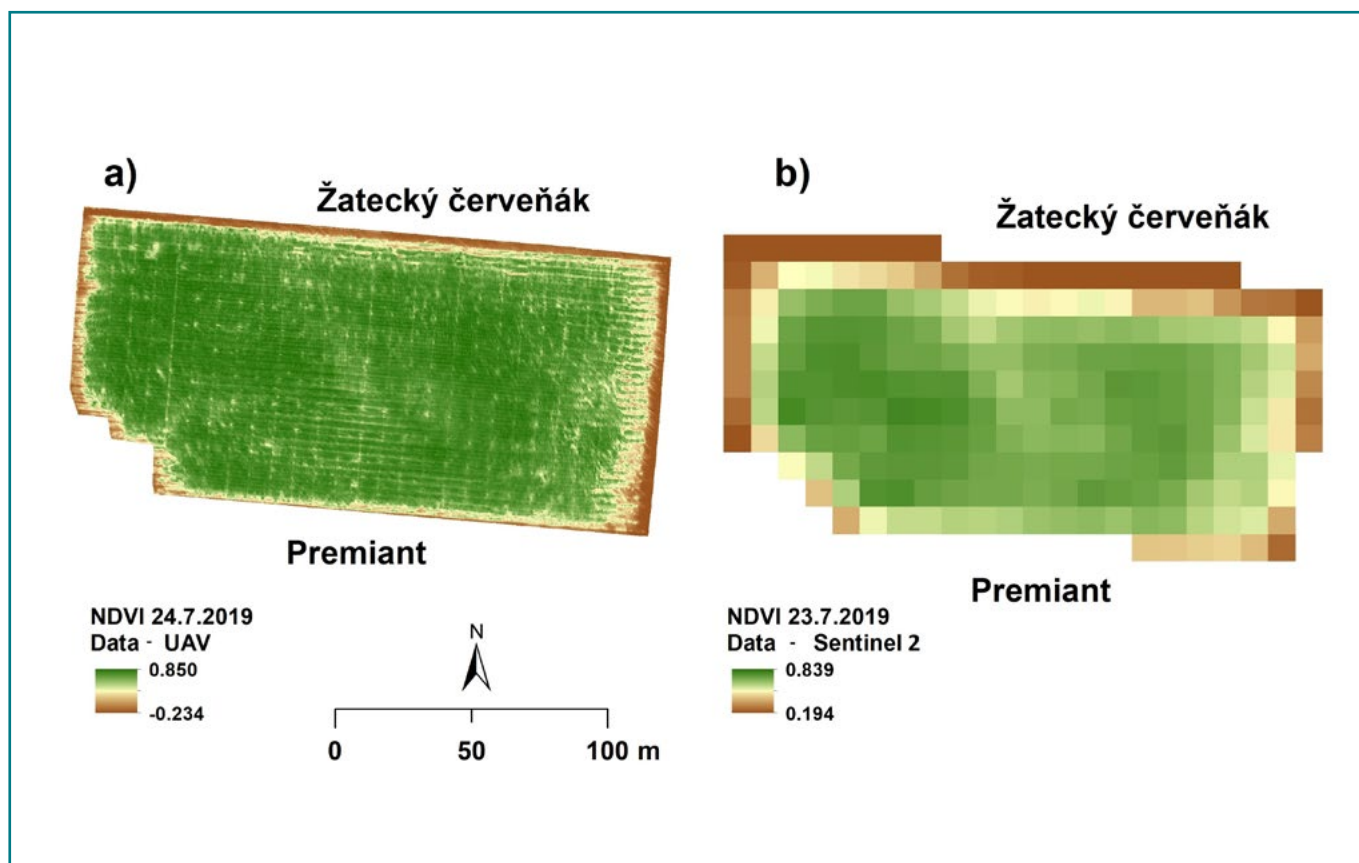 a)
Žatecký červeňák
Premiant
NDVI 24.7.2019
Data - UAV
0.850
-0.234
N
0 50 100 m
b)
Žatecký červeňák
Premiant
NDVI 23.7.2019
Data - Sentinel 2
0.839
0.194